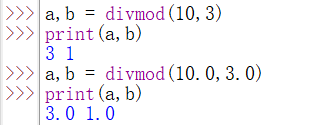 >>> a,b = divmod(10,3)
>>> print(a,b)
3 1
>>> a,b = divmod(10.0,3.0)
>>> print(a,b)
3.0 1.0